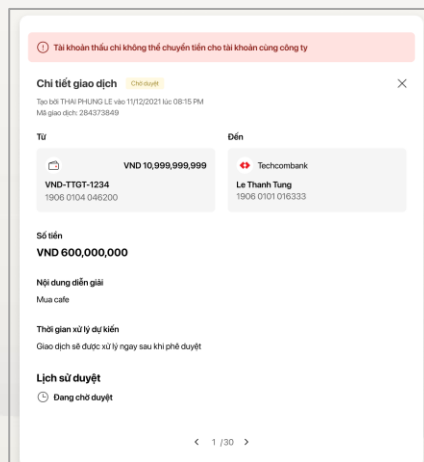 Tài khoản thấu chi không thể chuyển tiền cho tài khoản cùng công ty
Chi tiết giao dịch Chờ duyệt
Tạo bởi THAI PHUNG LE vào 11/12/2021 lúc 08:15 PM
Mã giao dịch: 284373849
Từ
VND 10,999,999,999
VND-TTGT-1234
1906 0104 046200
Đến
Techcombank
Le Thanh Tung
1906 0101 016333
Số tiền
VND 600,000,000
Nội dung diễn giải
Mua cafe
Thời gian xử lý dự kiến
Giao dịch sẽ được xử lý ngay sau khi phê duyệt
Lịch sử duyệt
Đang chờ duyệt
1 /30